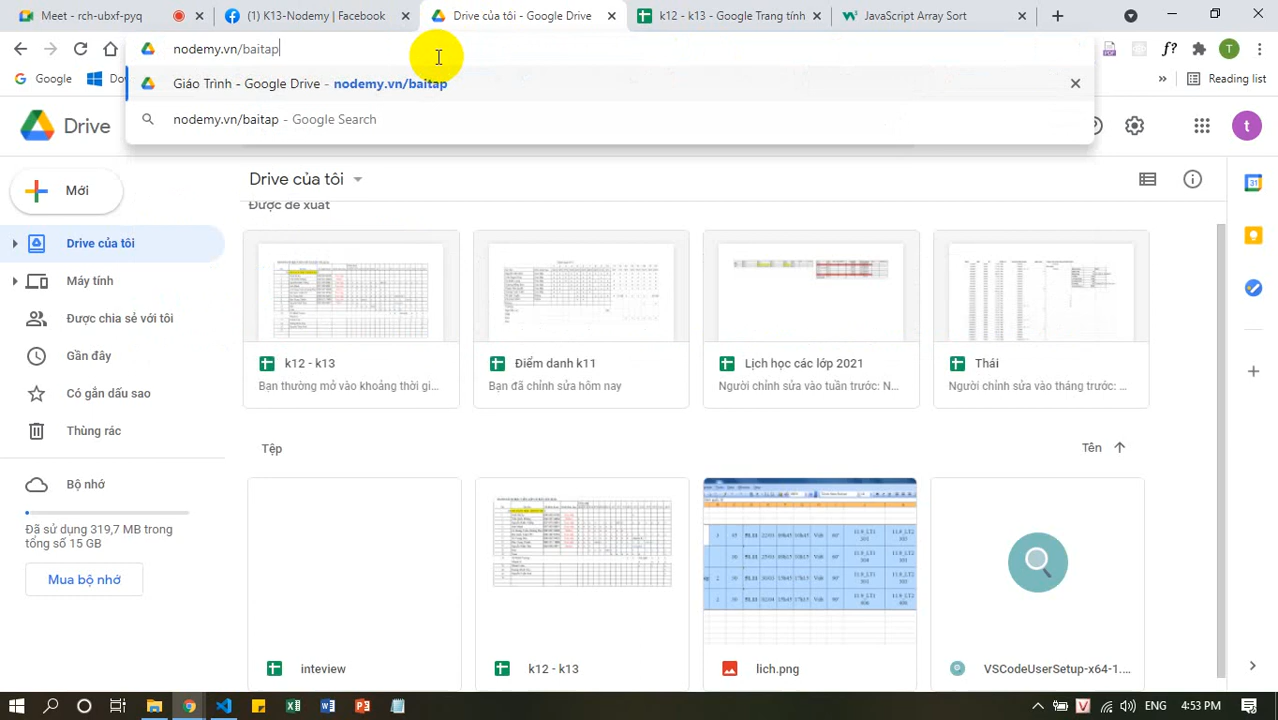 Meet - rch-ubxf-pyq
(1) K13-Nodemy | Facebook
Drive của tôi - Google Drive
k12 - k13 - Google Trang tính
JavaScript Array Sort
nodemy.vn/baitap
Giáo Trình - Google Drive - nodemy.vn/baitap
nodemy.vn/baitap - Google Search
Google
Reading list
Drive
Mới
Drive của tôi
Được đề xuất
Drive của tôi
Máy tính
Được chia sẻ với tôi
Gần đây
Có gắn dấu sao
Thùng rác
Bộ nhớ
Đã sử dụng 319,7 MB trong
tổng số 15 GB
Mua bộ nhớ
k12 - k13
Bạn thường mở vào khoảng thời gi...
Điểm danh k11
Bạn đã chỉnh sửa hôm nay
Lịch học các lớp 2021
Người chỉnh sửa vào tuần trước: N...
Thái
Người chỉnh sửa vào tháng trước: ...
Tệp
Tên
inteview
k12 - k13
lich.png
VSCodeUserSetup-x64-1....
ENG
4:53 PM